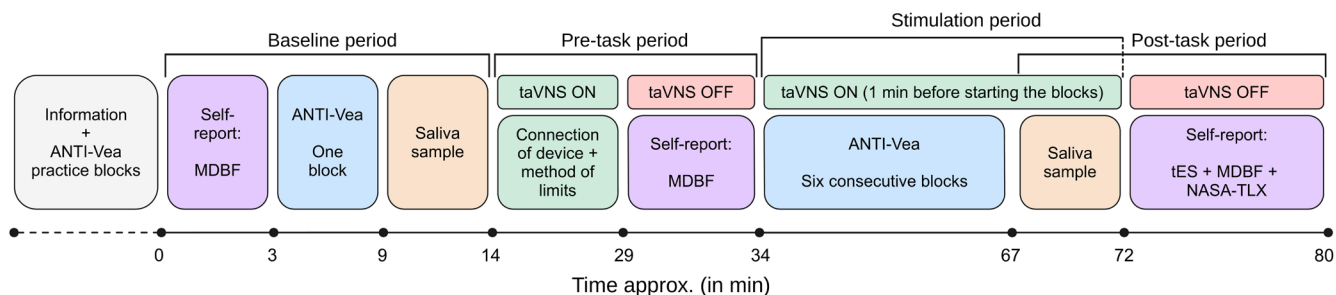 Stimulation period
Baseline period
Pre-task period
Post-task period
Information
+
ANTI-Vea
practice blocks
Self-
report:
MDBF
ANTI-Vea
One
block
Saliva
sample
taVNS ON
Connection
of device +
method of
limits
taVNS OFF
Self-report:
MDBF
taVNS ON (1 min before starting the blocks)
ANTI-Vea
Six consecutive blocks
Saliva
sample
taVNS OFF
Self-report:
tES + MDBF +
NASA-TLX
0 3 9 14 29 34 67 72 80
Time approx. (in min)